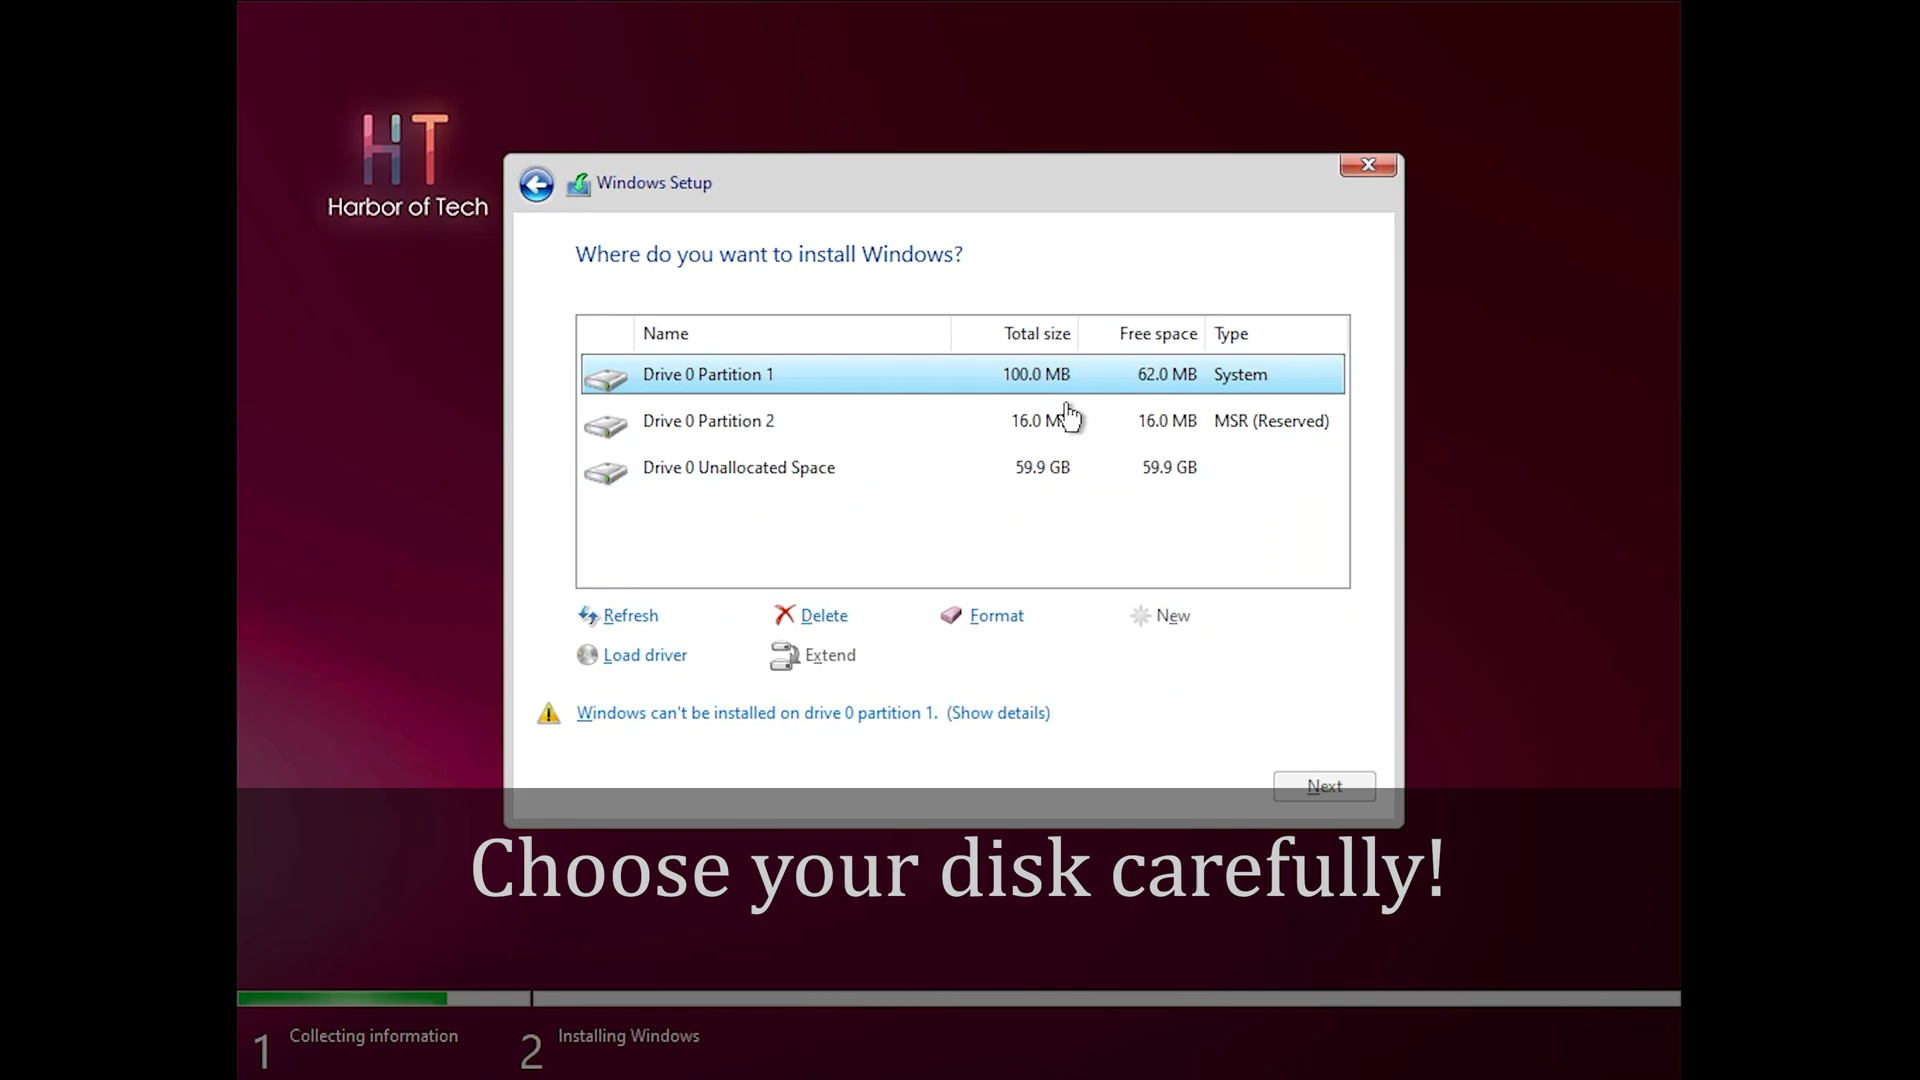 HT
Harbor of Tech
Windows Setup
Where do you want to install Windows?
Name Total size Free space Type
Drive 0 Partition 1 100.0 MB 62.0 MB System
Drive 0 Partition 2 16.0 MB 16.0 MB MSR (Reserved)
Drive 0 Unallocated Space 59.9 GB 59.9 GB
Refresh Delete Format New
Load driver Extend
Windows can't be installed on drive 0 partition 1. (Show details)
Next
Choose your disk carefully!
1 Collecting information 2 Installing Windows